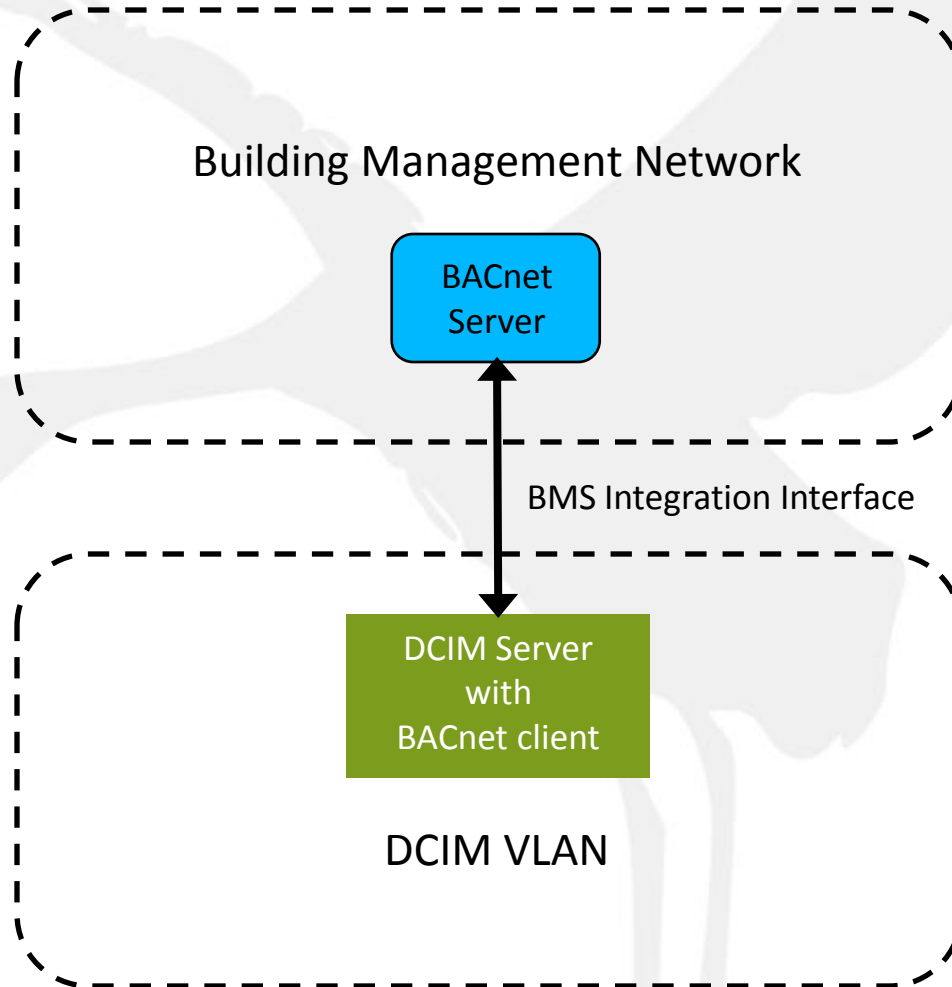 Building Management Network
BACnet
Server
BMS Integration Interface
DCIM Server
with
BACnet client
DCIM VLAN